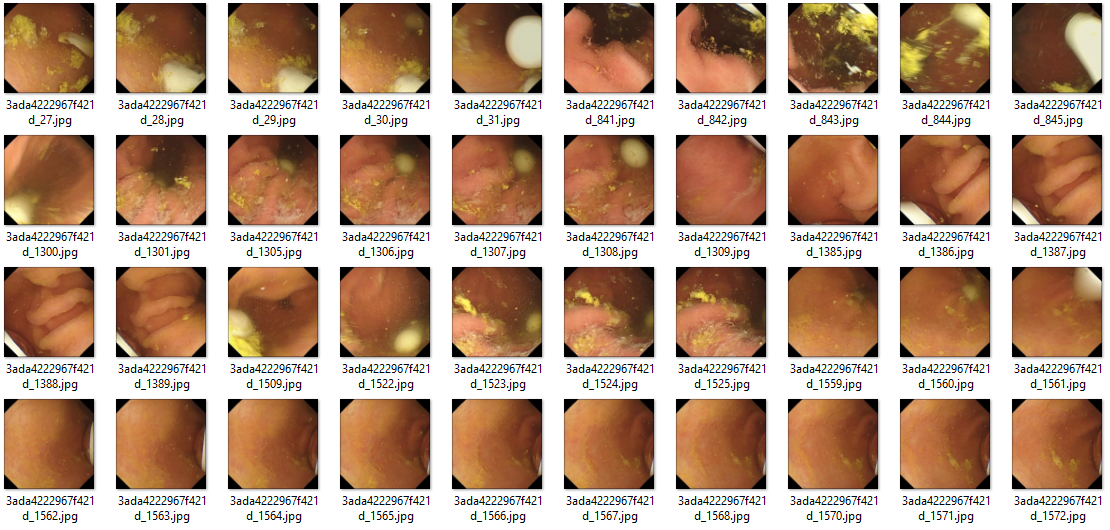 3ada4222967f421
d_27.jpg
3ada4222967f421
d_28.jpg
3ada4222967f421
d_29.jpg
3ada4222967f421
d_30.jpg
3ada4222967f421
d_31.jpg
3ada4222967f421
d_841.jpg
3ada4222967f421
d_842.jpg
3ada4222967f421
d_843.jpg
3ada4222967f421
d_844.jpg
3ada4222967f421
d_845.jpg
3ada4222967f421
d_1300.jpg
3ada4222967f421
d_1301.jpg
3ada4222967f421
d_1305.jpg
3ada4222967f421
d_1306.jpg
3ada4222967f421
d_1307.jpg
3ada4222967f421
d_1308.jpg
3ada4222967f421
d_1309.jpg
3ada4222967f421
d_1385.jpg
3ada4222967f421
d_1386.jpg
3ada4222967f421
d_1387.jpg
3ada4222967f421
d_1388.jpg
3ada4222967f421
d_1389.jpg
3ada4222967f421
d_1509.jpg
3ada4222967f421
d_1522.jpg
3ada4222967f421
d_1523.jpg
3ada4222967f421
d_1524.jpg
3ada4222967f421
d_1525.jpg
3ada4222967f421
d_1559.jpg
3ada4222967f421
d_1560.jpg
3ada4222967f421
d_1561.jpg
3ada4222967f421
d_1562.jpg
3ada4222967f421
d_1563.jpg
3ada4222967f421
d_1564.jpg
3ada4222967f421
d_1565.jpg
3ada4222967f421
d_1566.jpg
3ada4222967f421
d_1567.jpg
3ada4222967f421
d_1568.jpg
3ada4222967f421
d_1570.jpg
3ada4222967f421
d_1571.jpg
3ada4222967f421
d_1572.jpg